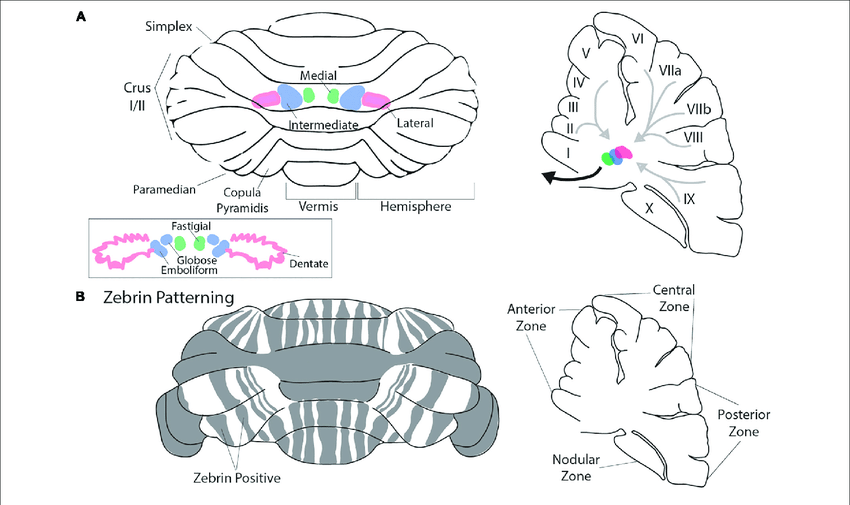 A
Simplex
Crus
I/II
Medial
Intermediate
Lateral
Paramedian
Copula
Pyramidis
Vermis
Hemisphere
VI
V
VIIa
IV
VIIb
III
II
VIII
I
IX
X
Fastigial
Globose
Emboliform
Dentate
B Zebrin Patterning
Zebrin Positive
Central
Zone
Anterior
Zone
Posterior
Zone
Nodular
Zone